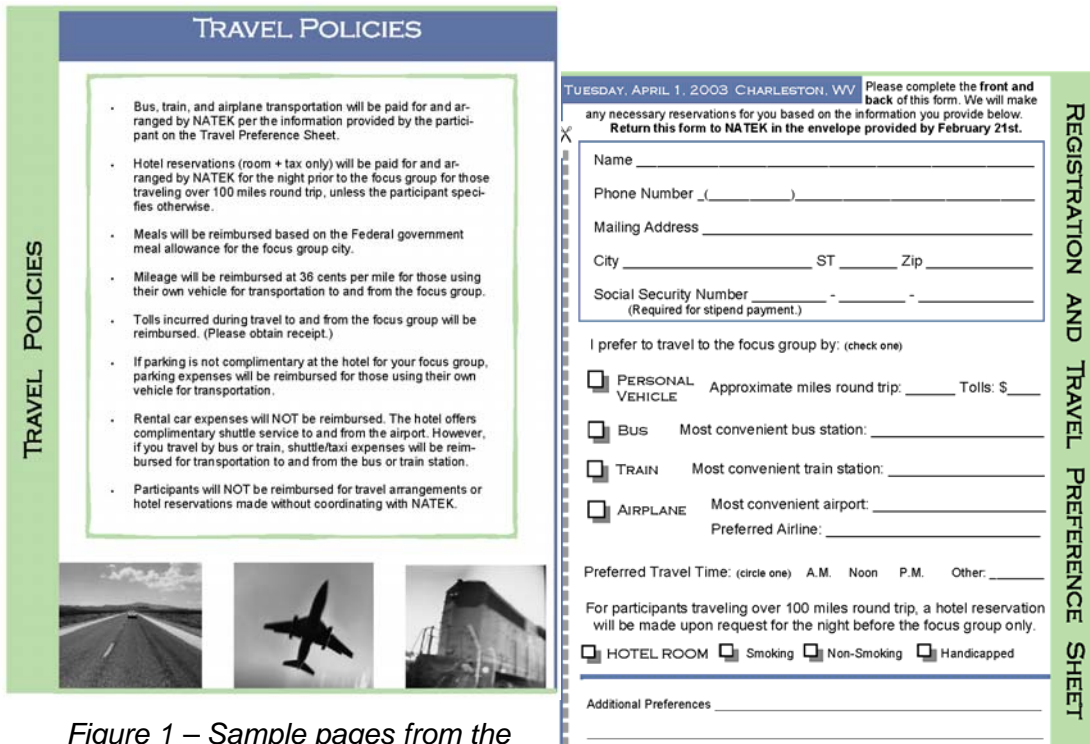 TRAVEL POLICIES
TRAVEL POLICIES
• Bus, train, and airplane transportation will be paid for and ar-
ranged by NATEK per the information provided by the partici-
pant on the Travel Preference Sheet.
• Hotel reservations (room + tax only) will be paid for and ar-
ranged by NATEK for the night prior to the focus group for those
traveling over 100 miles round trip, unless the participant speci-
fies otherwise.
• Meals will be reimbursed based on the Federal government
meal allowance for the focus group city.
• Mileage will be reimbursed at 36 cents per mile for those using
their own vehicle for transportation to and from the focus group.
• Tolls incurred during travel to and from the focus group will be
reimbursed. (Please obtain receipt.)
• If parking is not complimentary at the hotel for your focus group,
parking expenses will be reimbursed for those using their own
vehicle for transportation.
• Rental car expenses will NOT be reimbursed. The hotel offers
complimentary shuttle service to and from the airport. However,
if you travel by bus or train, shuttle/taxi expenses will be reim-
bursed for transportation to and from the bus or train station.
• Participants will NOT be reimbursed for travel arrangements or
hotel reservations made without coordinating with NATEK.
Figure 1 – Sample pages from the
TUESDAY, APRIL 1, 2003 CHARLESTON, WV Please complete the front and
back of this form. We will make
any necessary reservations for you based on the information you provide below.
Return this form to NATEK in the envelope provided by February 21st.
Name
Phone Number ( )
Mailing Address
City ST Zip
Social Security Number - -
(Required for stipend payment.)
I prefer to travel to the focus group by: (check one)
PERSONAL VEHICLE Approximate miles round trip: Tolls: $
BUS Most convenient bus station:
TRAIN Most convenient train station:
AIRPLANE Most convenient airport:
Preferred Airline:
Preferred Travel Time: (circle one) A.M. Noon P.M. Other:
For participants traveling over 100 miles round trip, a hotel reservation
will be made upon request for the night before the focus group only.
HOTEL ROOM Smoking Non-Smoking Handicapped
Additional Preferences
REGISTRATION AND TRAVEL PREFERENCE SHEET